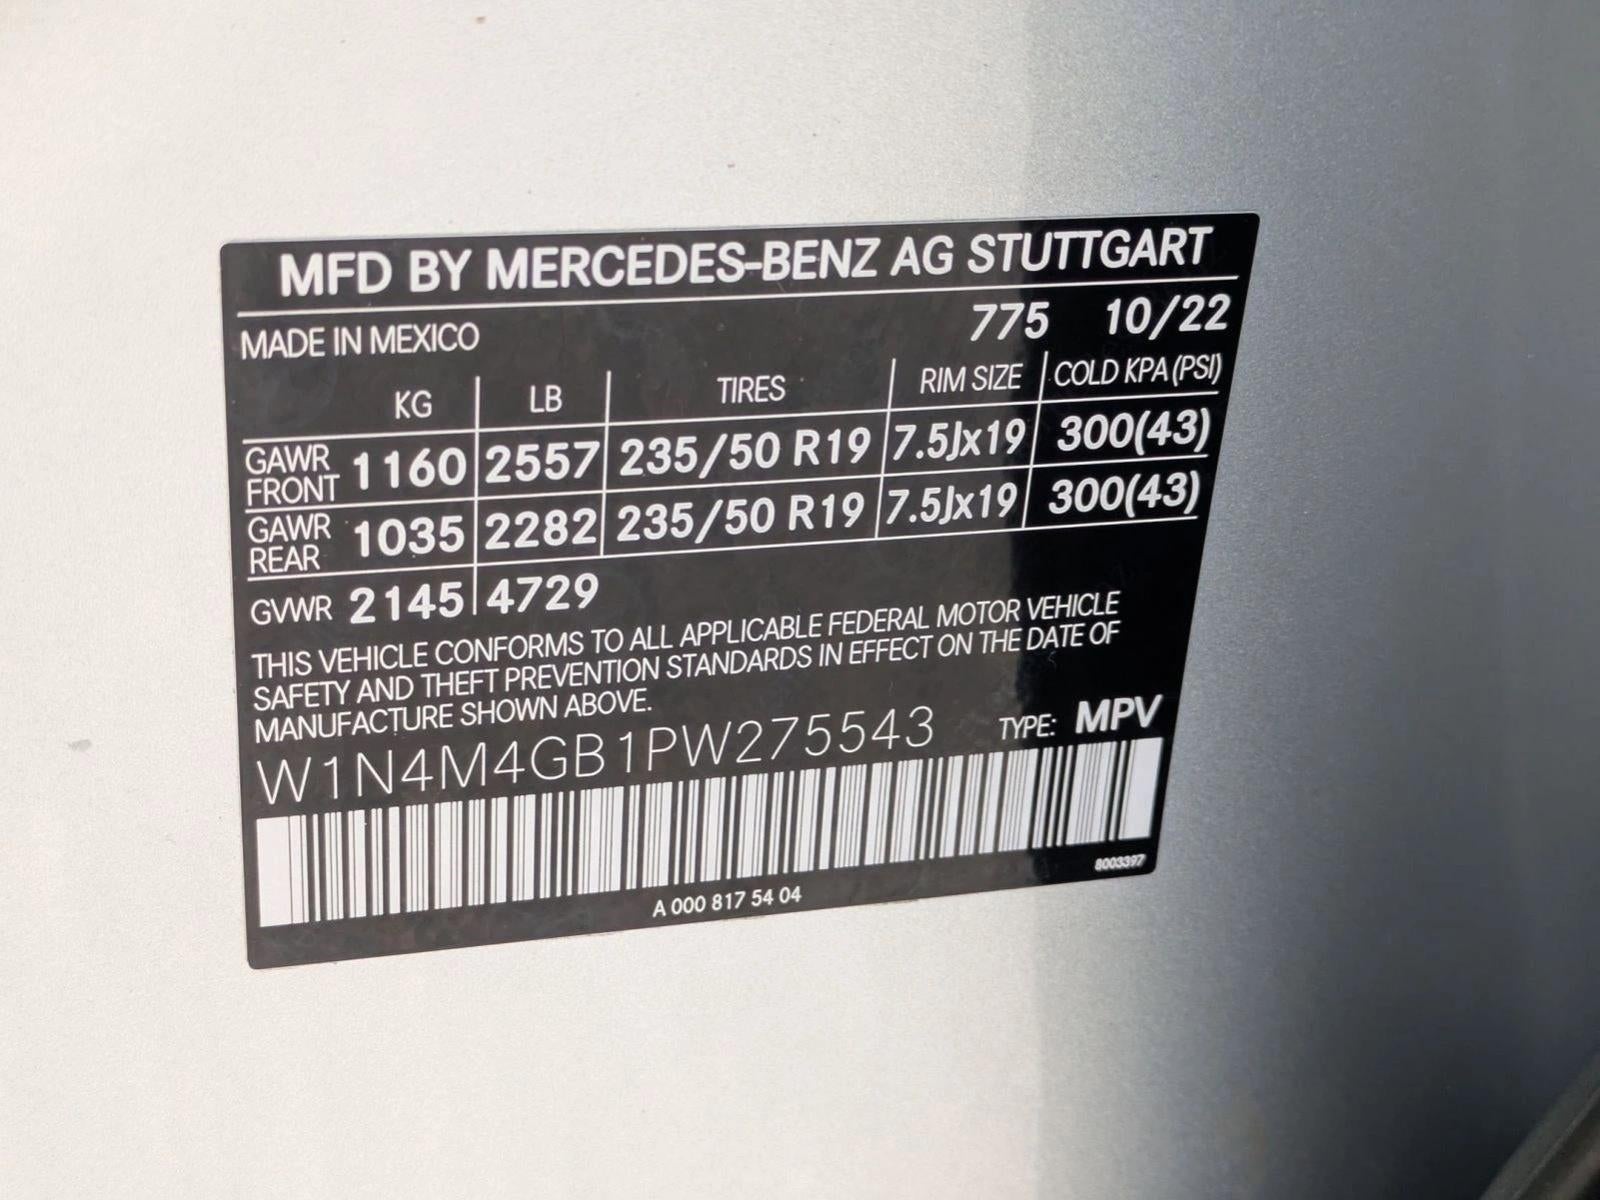 MFD BY MERCEDES-BENZ AG STUTTGART
MADE IN MEXICO 775 10/22
KG LB TIRES RIM SIZE COLD KPA (PSI)
GAWR FRONT 1160 2557 235/50 R19 7.5Jx19 300(43)
GAWR REAR 1035 2282 235/50 R19 7.5Jx19 300(43)
GVWR 2145 4729
THIS VEHICLE CONFORMS TO ALL APPLICABLE FEDERAL MOTOR VEHICLE
SAFETY AND THEFT PREVENTION STANDARDS IN EFFECT ON THE DATE OF
MANUFACTURE SHOWN ABOVE.
W1N4M4GB1PW275543 TYPE: MPV
8003397
A 000 817 54 04